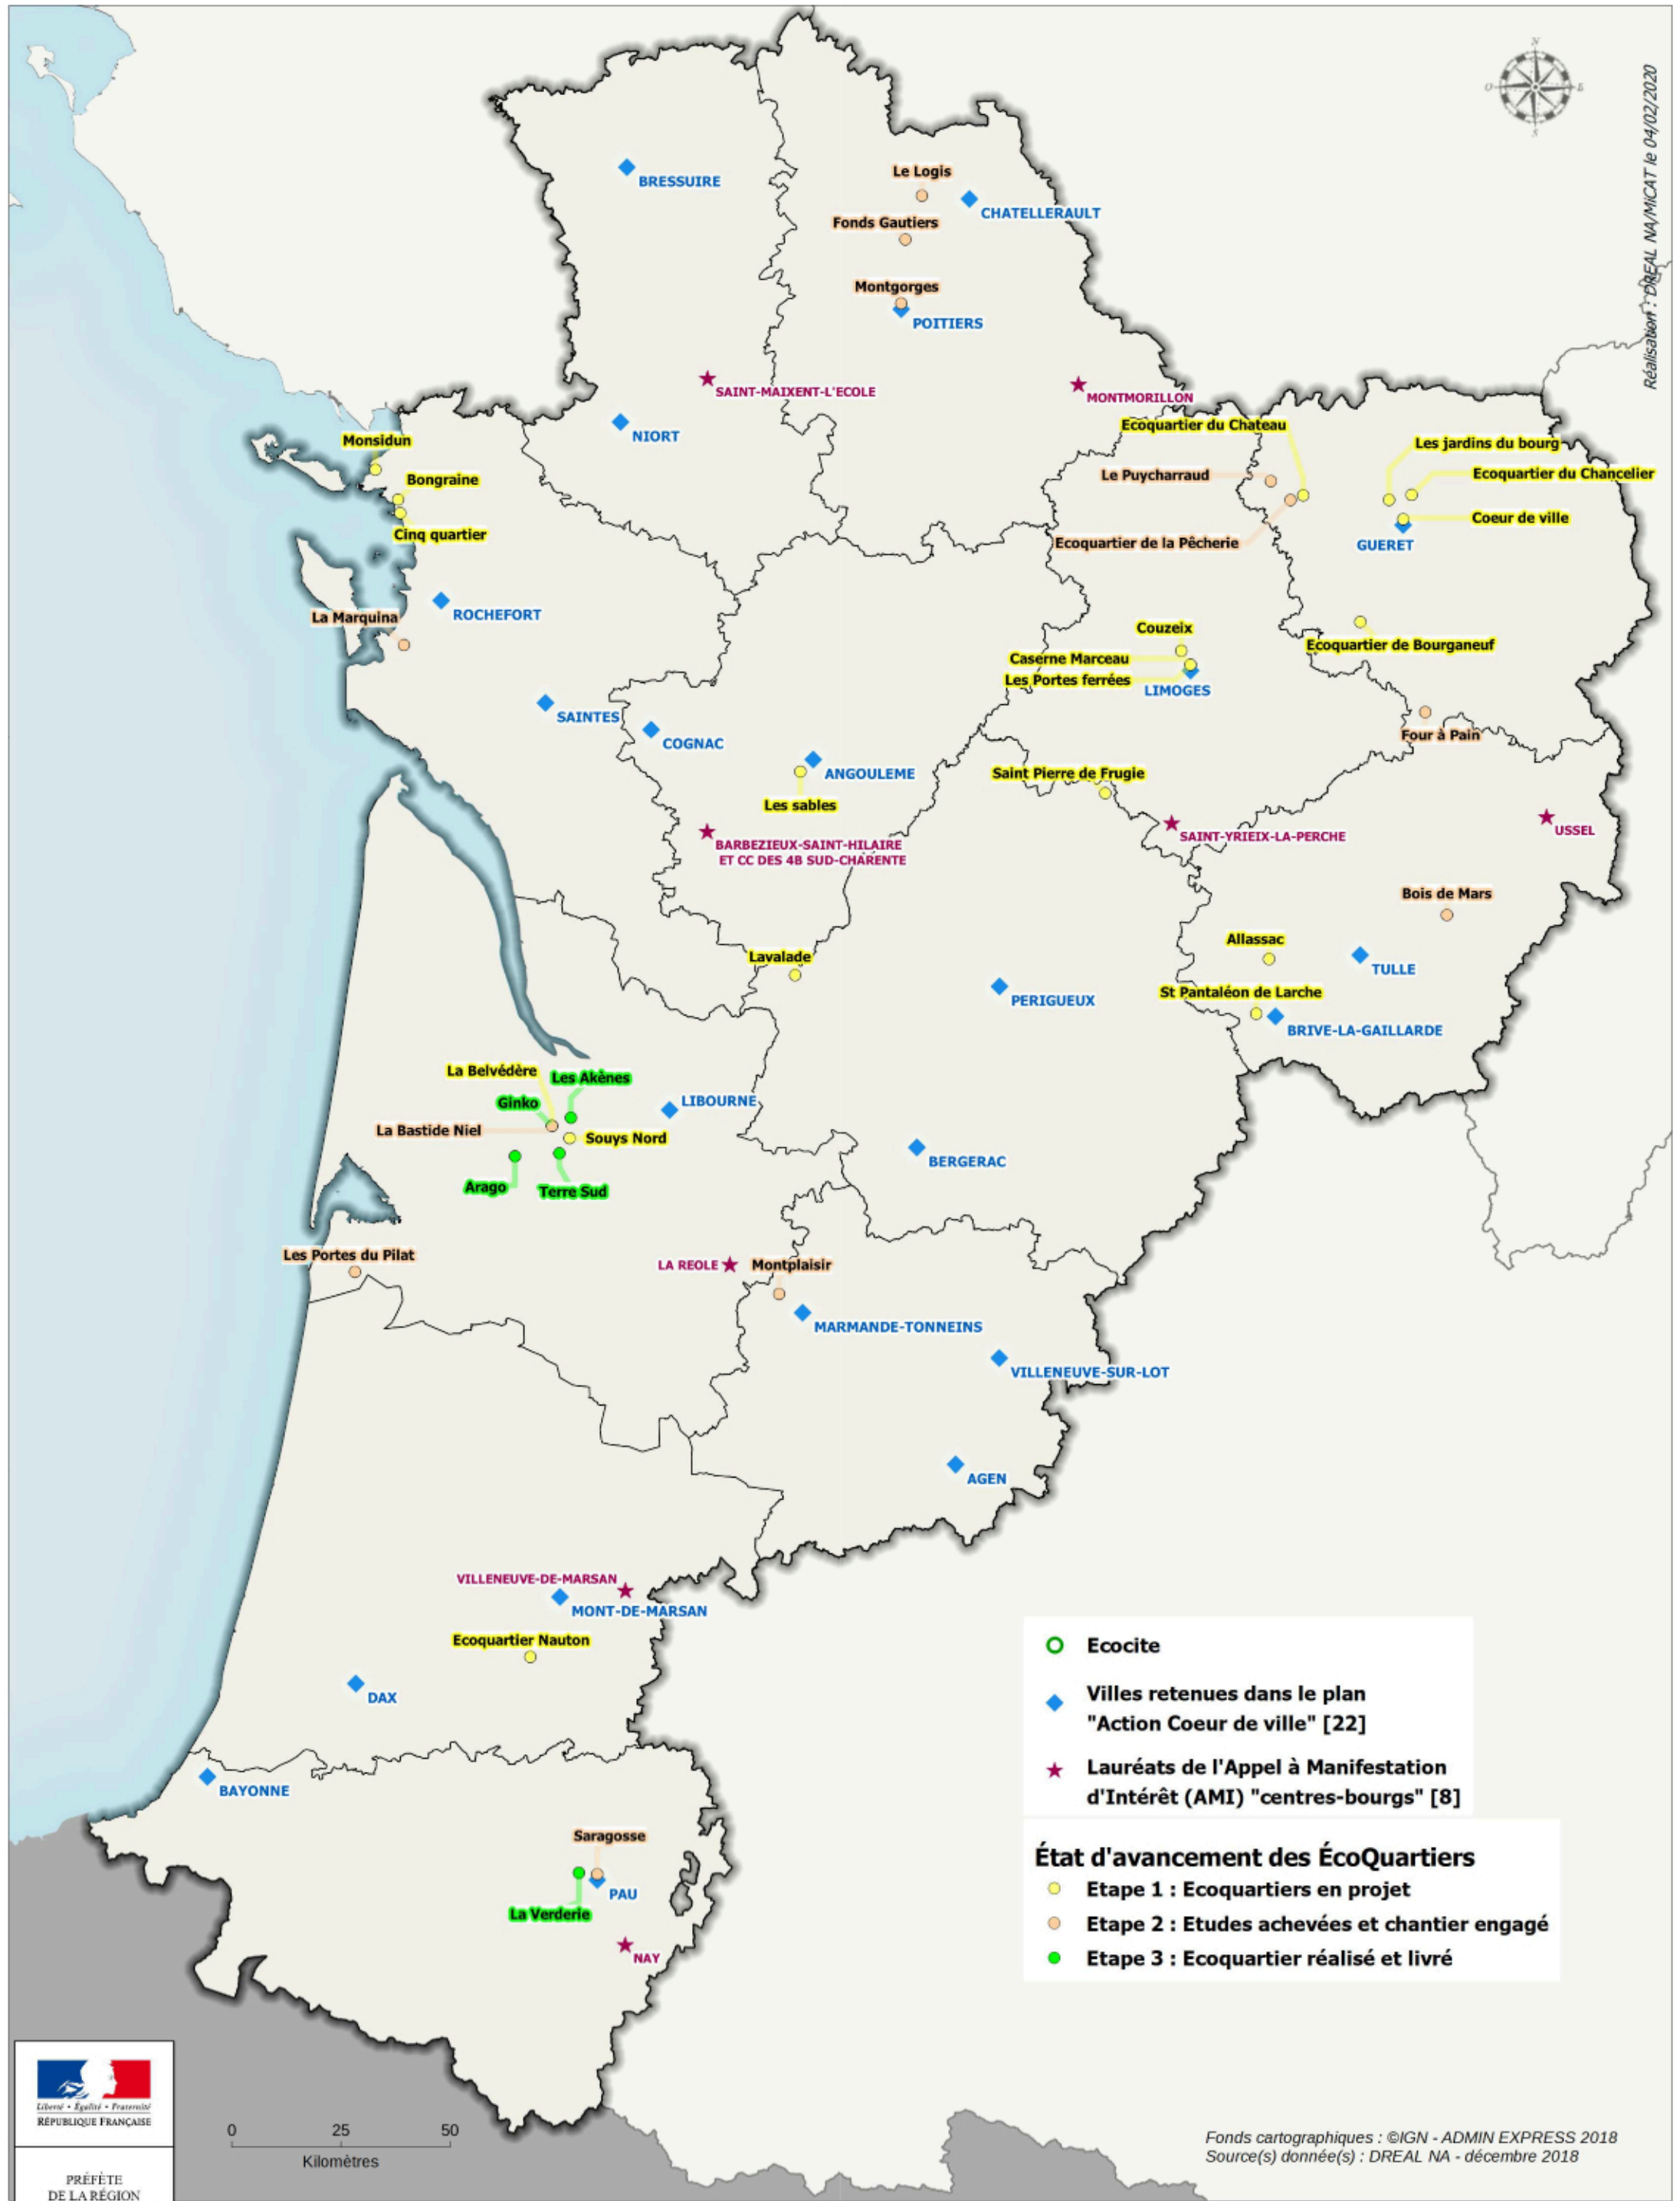 N
O
E
S
Réalisation : DREAL NA/MiCAT le 04/02/2020
BRESSUIRE
Le Logis
CHATELLERAULT
Fonds Gautiers
Montgorges
POITIERS
SAINT-MAIXENT-L'ECOLE
MONTMORILLON
NIORT
Ecoquartier du Chateau
Monsidun
Les jardins du bourg
Bongraine
Le Puycharraud
Ecoquartier du Chancelier
Cinq quartier
Coeur de ville
Ecoquartier de la Pêcherie
GUERET
La Marquina
ROCHEFORT
Couzeix
Ecoquartier de Bourganeuf
Caserne Marceau
Les Portes ferrées
LIMOGES
SAINTES
COGNAC
Four à Pain
ANGOULEME
Saint Pierre de Frugie
Les sables
BARBEZIEUX-SAINT-HILAIRE
ET CC DES 4B SUD-CHARENTE
SAINT-YRIEIX-LA-PERCHE
USSEL
Bois de Mars
Allassac
Lavalade
TULLE
PERIGUEUX
St Pantaléon de Larche
BRIVE-LA-GAILLARDE
La Belvédère
Les Akènes
Ginko
LIBOURNE
La Bastide Niel
Souys Nord
BERGERAC
Arago
Terre Sud
Les Portes du Pilat
LA REOLE
Montplaisir
MARMANDE-TONNEINS
VILLENEUVE-SUR-LOT
AGEN
VILLENEUVE-DE-MARSAN
MONT-DE-MARSAN
Ecoquartier Nauton
DAX
BAYONNE
Saragosse
PAU
La Verderie
NAY
Ecocite
Villes retenues dans le plan
"Action Coeur de ville" [22]
Lauréats de l'Appel à Manifestation
d'Intérêt (AMI) "centres-bourgs" [8]
État d'avancement des ÉcoQuartiers
Etape 1 : Ecoquartiers en projet
Etape 2 : Etudes achevées et chantier engagé
Etape 3 : Ecoquartier réalisé et livré
Liberté • Égalité • Fraternité
RÉPUBLIQUE FRANÇAISE
PRÉFÈTE
DE LA RÉGION
0 25 50
Kilomètres
Fonds cartographiques : ©IGN - ADMIN EXPRESS 2018
Source(s) donnée(s) : DREAL NA - décembre 2018